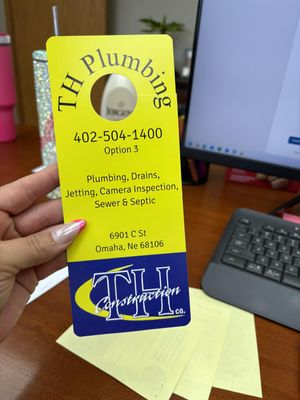 TH Plumbing
JERGENS
402-504-1400
Option 3
Plumbing, Drains,
Jetting, Camera Inspection,
Sewer & Septic
6901 C St
Omaha, Ne 68106
TH
Construction
CO.